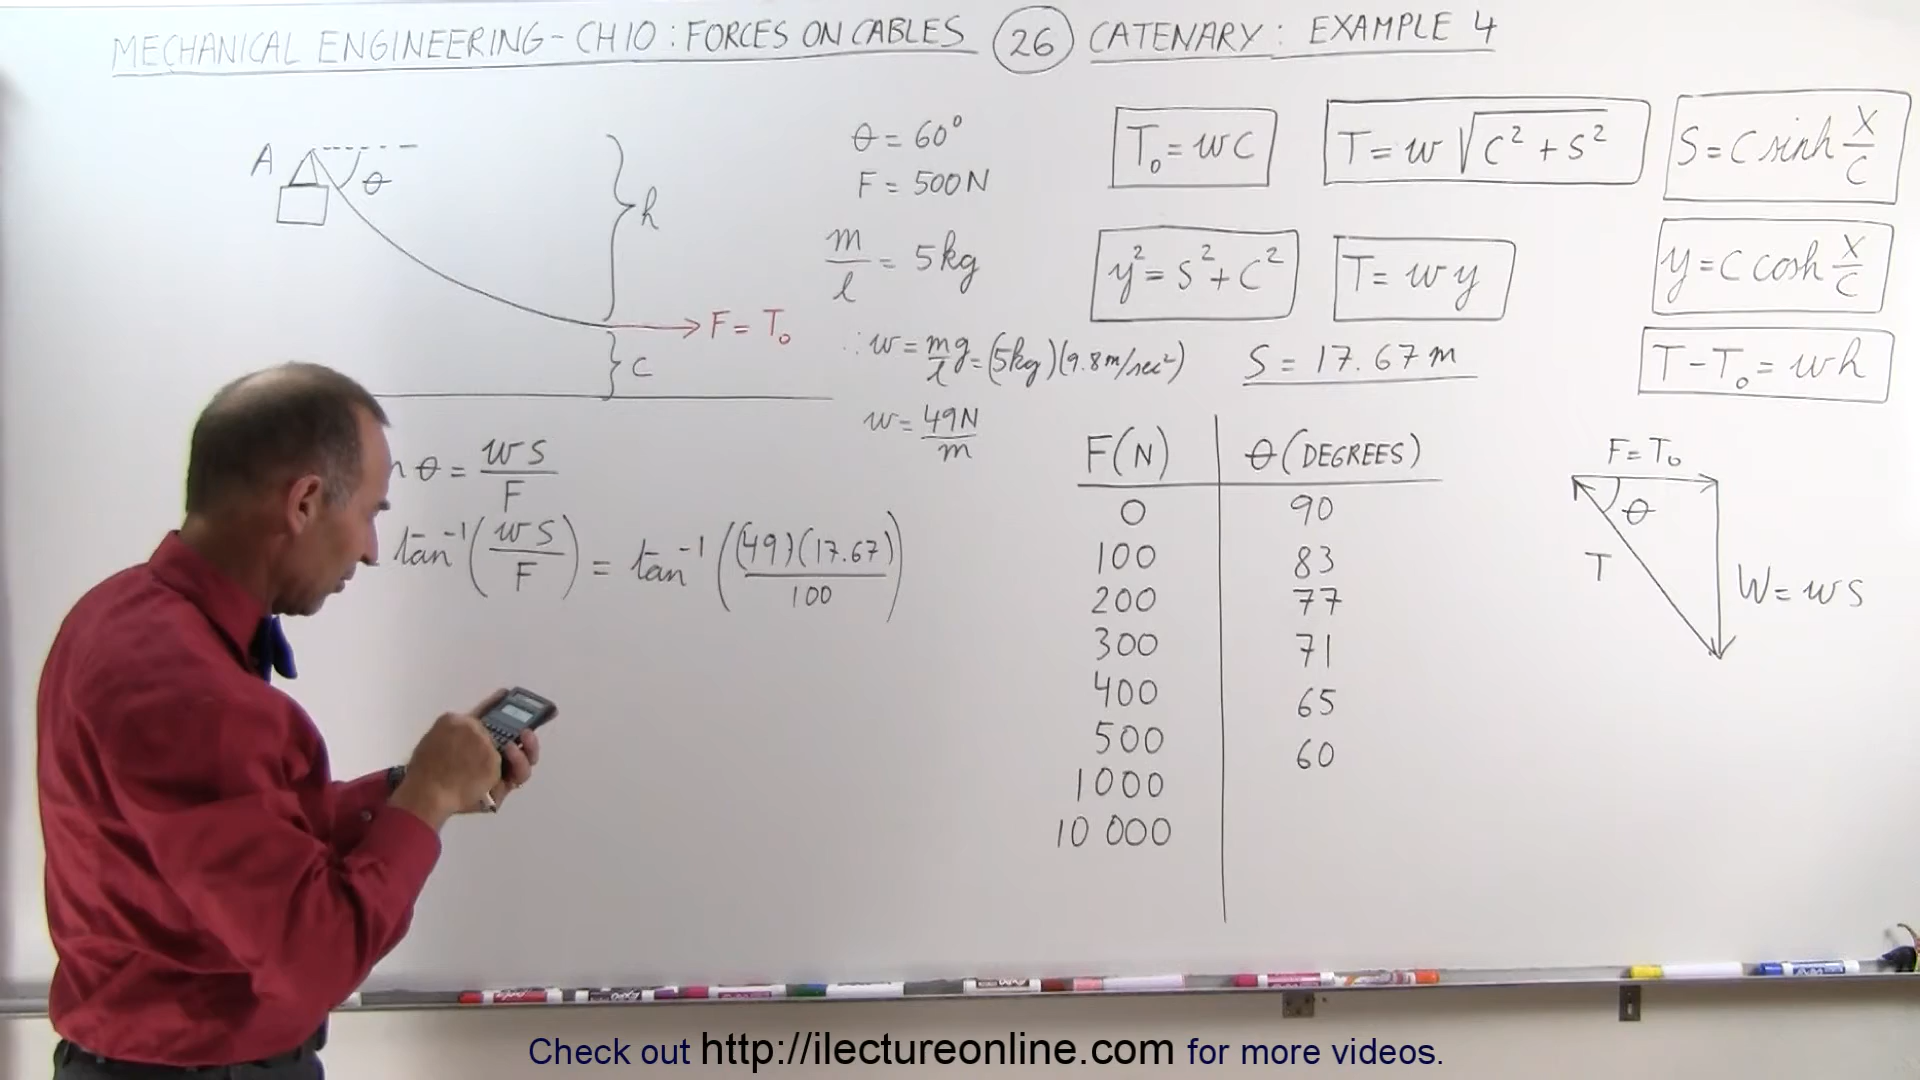 MECHANICAL ENGINEERING - CH 10 : FORCES ON CABLES 26 CATENARY : EXAMPLE 4
A
θ
h
F = T₀
C
θ = 60°
F = 500N
m/l = 5kg
∴ w = mg/l = (5kg)(9.8m/sec²)
w = 49N/m
T₀ = wc
T = w √(c² + s²)
S = C sinh x/c
y² = s² + c²
T = wy
y = c cosh x/c
S = 17.67 m
T - T₀ = wh
n θ = ws/F
tan⁻¹(ws/F) = tan⁻¹((49)(17.67)/100)
F(N) θ (DEGREES)
0 90
100 83
200 77
300 71
400 65
500 60
1000
10 000
F = T₀
θ
T
W = ws
Check out http://ilectureonline.com for more videos.